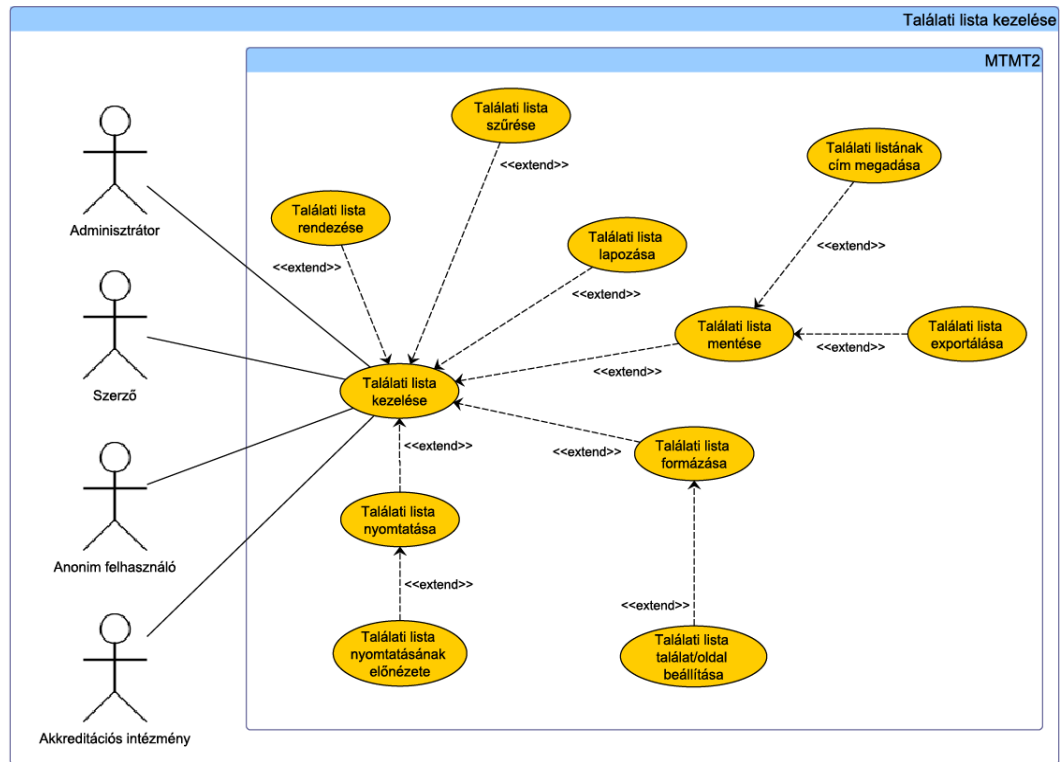 Találati lista kezelése
MTMT2
Találati lista
szűrése
<<extend>>
Találati listának
cím megadása
<<extend>>
Adminisztrátor
Találati lista
rendezése
<<extend>>
Találati lista
lapozása
<<extend>>
Szerző
Találati lista
mentése
<<extend>>
Találati lista
exportálása
<<extend>>
Találati lista
kezelése
<<extend>>
Találati lista
formázása
<<extend>>
Anonim felhasználó
Találati lista
nyomtatása
<<extend>>
<<extend>>
Találati lista
nyomtatásának
előnézete
Találati lista
találat/oldal
beállítása
Akkreditációs intézmény